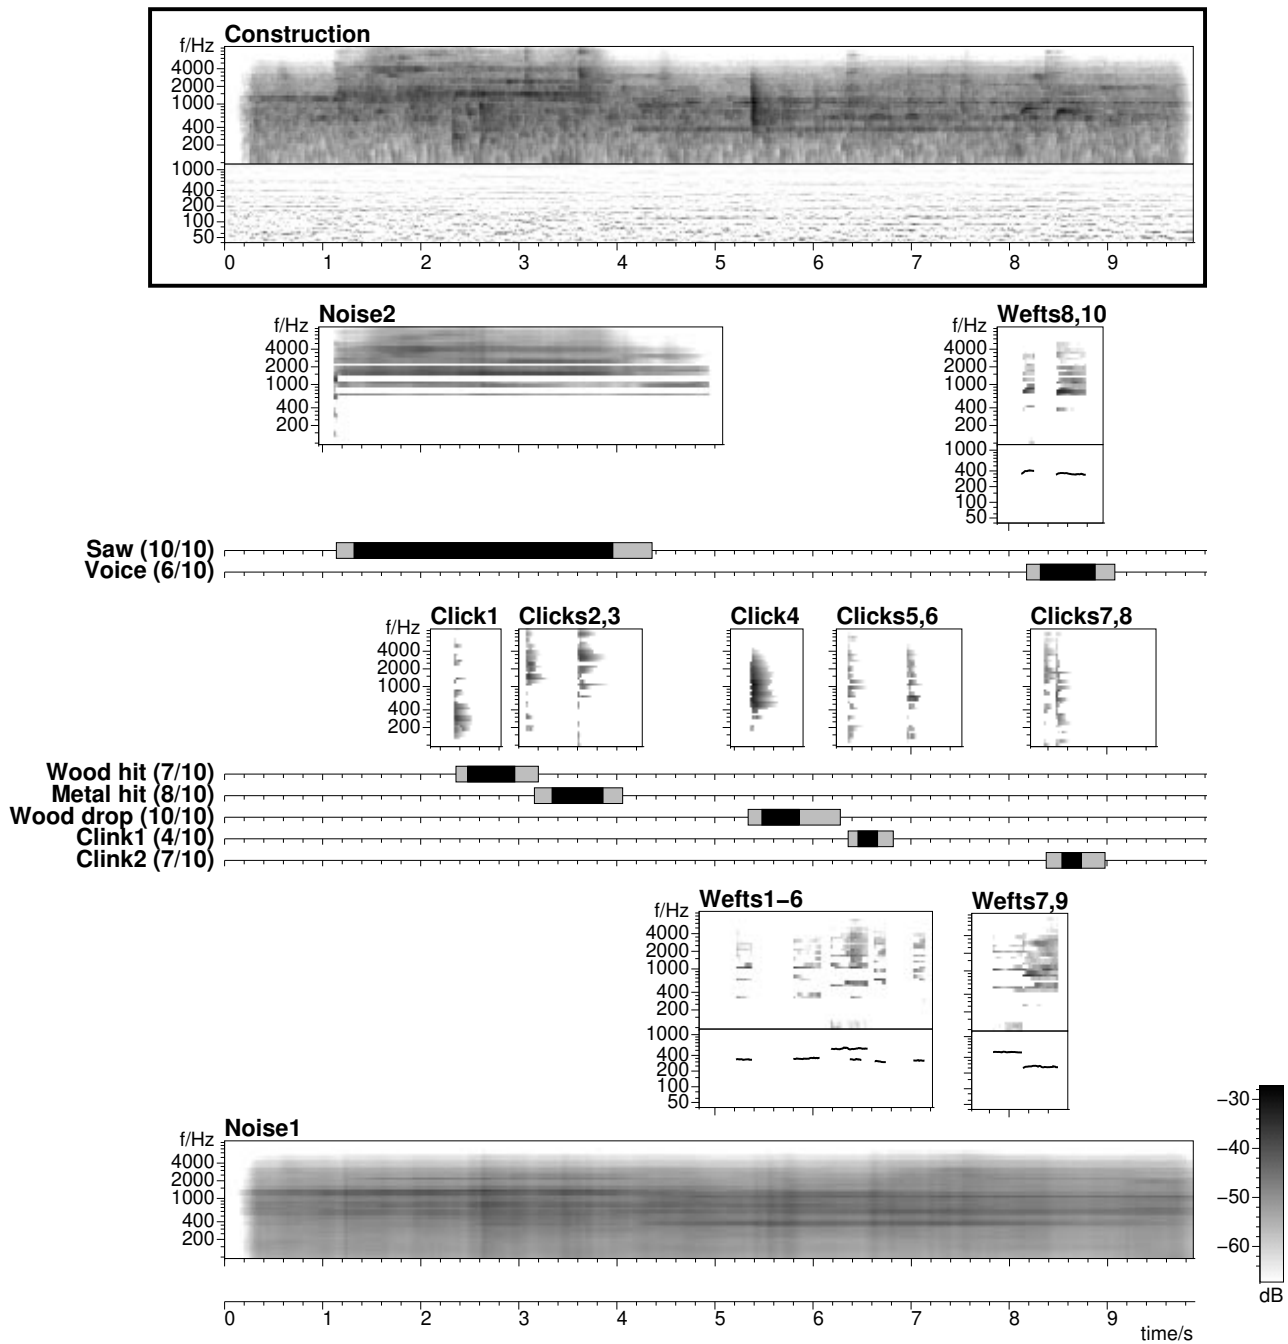 Construction
f/Hz
4000
2000
1000
400
200
1000
400
200
100
50
0 1 2 3 4 5 6 7 8 9
Noise2 Wefts8,10
f/Hz f/Hz
4000 4000
2000 2000
1000 1000
400 400
200 200
1000
400
200
100
50
Saw (10/10)
Voice (6/10)
Click1 Clicks2,3 Click4 Clicks5,6 Clicks7,8
f/Hz
4000
2000
1000
400
200
Wood hit (7/10)
Metal hit (8/10)
Wood drop (10/10)
Clink1 (4/10)
Clink2 (7/10)
Wefts1−6 Wefts7,9
f/Hz
4000
2000
1000
400
200
1000
400
200
100
50
−30
−40
−50
−60
dB
Noise1
f/Hz
4000
2000
1000
400
200
0 1 2 3 4 5 6 7 8 9
time/s